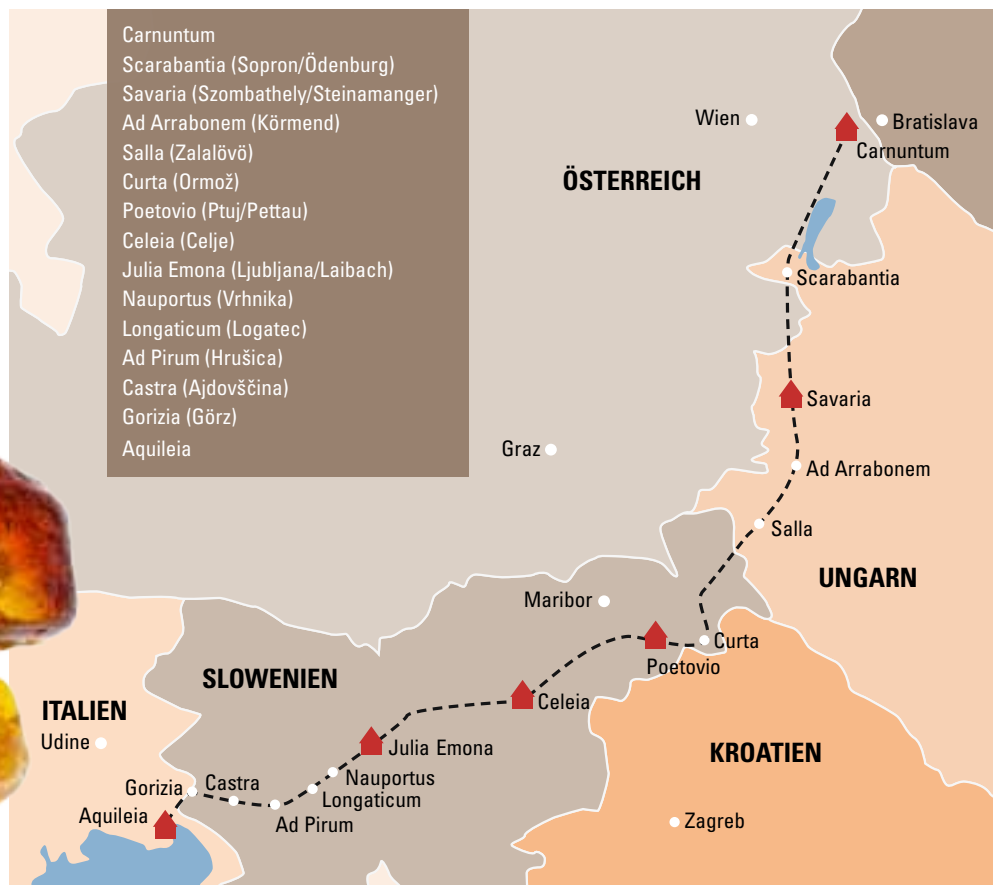 Carnuntum
Scarabantia (Sopron/Ödenburg)
Savaria (Szombathely/Steinamanger)
Ad Arrabonem (Körmend)
Salla (Zalalövö)
Curta (Ormož)
Poetovio (Ptuj/Pettau)
Celeia (Celje)
Julia Emona (Ljubljana/Laibach)
Nauportus (Vrhnika)
Longaticum (Logatec)
Ad Pirum (Hrušica)
Castra (Ajdovščina)
Gorizia (Görz)
Aquileia
Wien
Bratislava
Carnuntum
ÖSTERREICH
Scarabantia
Savaria
Graz
Ad Arrabonem
Salla
UNGARN
Maribor
Curta
Poetovio
SLOWENIEN
Celeia
ITALIEN
Udine
Julia Emona
KROATIEN
Nauportus
Gorizia
Castra
Longaticum
Aquileia
Ad Pirum
Zagreb